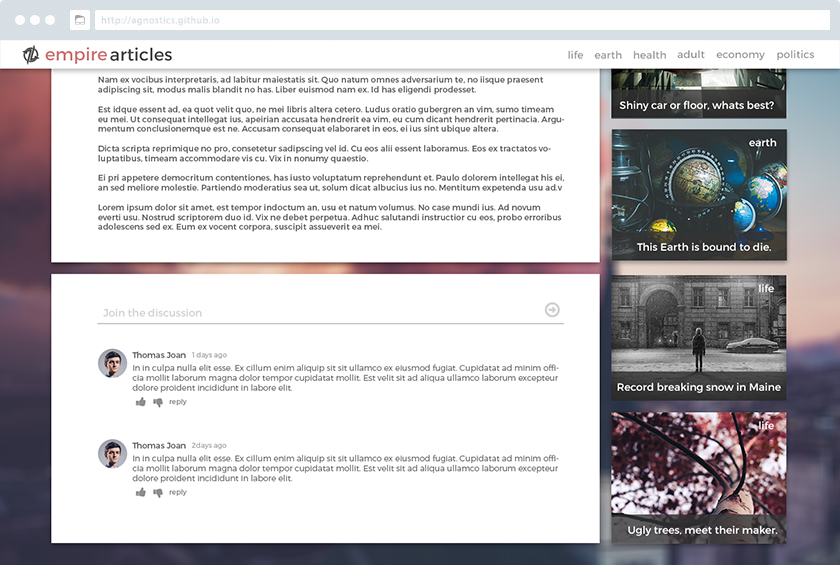 http://agnostics.github.io
empire articles
life earth health adult economy politics
Nam ex vocibus interpretaris, ad labitur maiestatis sit. Quo natum omnes adversarium te, no iisque praesent
adipiscing sit, modus malis blandit no has. Liber euismod nam ex. Id has eligendi prodesset.
Est idque essent ad, ea quot velit quo, ne mei libris altera cetero. Ludus oratio gubergren an vim, sumo timeam
eu mei. Ut consequat intellegat ius, apeirian accusata hendrerit ea vim, eu cum dicant hendrerit pertinacia. Argu-
mentum conclusionemque est ne. Accusam consequat elaboraret in eos, ei ius sint ubique altera.
Dicta scripta reprimique no pro, consetetur sadipscing vel id. Cu eos alii essent laboramus. Eos ex tractatos vo-
luptatibus, timeam accommodare vis cu. Vix in nonumy quaestio.
Ei pri appetere democritum contentiones, has iusto voluptatum reprehendunt et. Paulo dolorem intellegat his ei,
an sed meliore molestie. Partiendo moderatius sea ut, solum dicat albucius ius no. Mentitum expetenda usu ad.v
Lorem ipsum dolor sit amet, est tempor indoctum an, usu et natum volumus. No case mundi ius. Ad novum
everti usu. Nostrud scriptorem duo id. Vix ne debet perpetua. Adhuc salutandi instructior cu eos, probo erroribus
adolescens sed ex. Eum ex vocent corpora, suscipit assueverit ea mei.
Join the discussion
Thomas Joan 1 days ago
In in culpa nulla elit esse. Ex cillum enim aliquip sit sit ullamco ex eiusmod fugiat. Cupidatat ad minim offi-
cia mollit laborum magna dolor tempor cupidatat mollit. Est velit sit ad aliqua ullamco laborum excepteur
dolore proident incididunt in labore elit.
reply
Thomas Joan 2days ago
In in culpa nulla elit esse. Ex cillum enim aliquip sit sit ullamco ex eiusmod fugiat. Cupidatat ad minim offi-
cia mollit laborum magna dolor tempor cupidatat mollit. Est velit sit ad aliqua ullamco laborum excepteur
dolore proident incididunt in labore elit.
reply
Shiny car or floor, whats best?
earth
This Earth is bound to die.
life
Record breaking snow in Maine
life
Ugly trees, meet their maker.